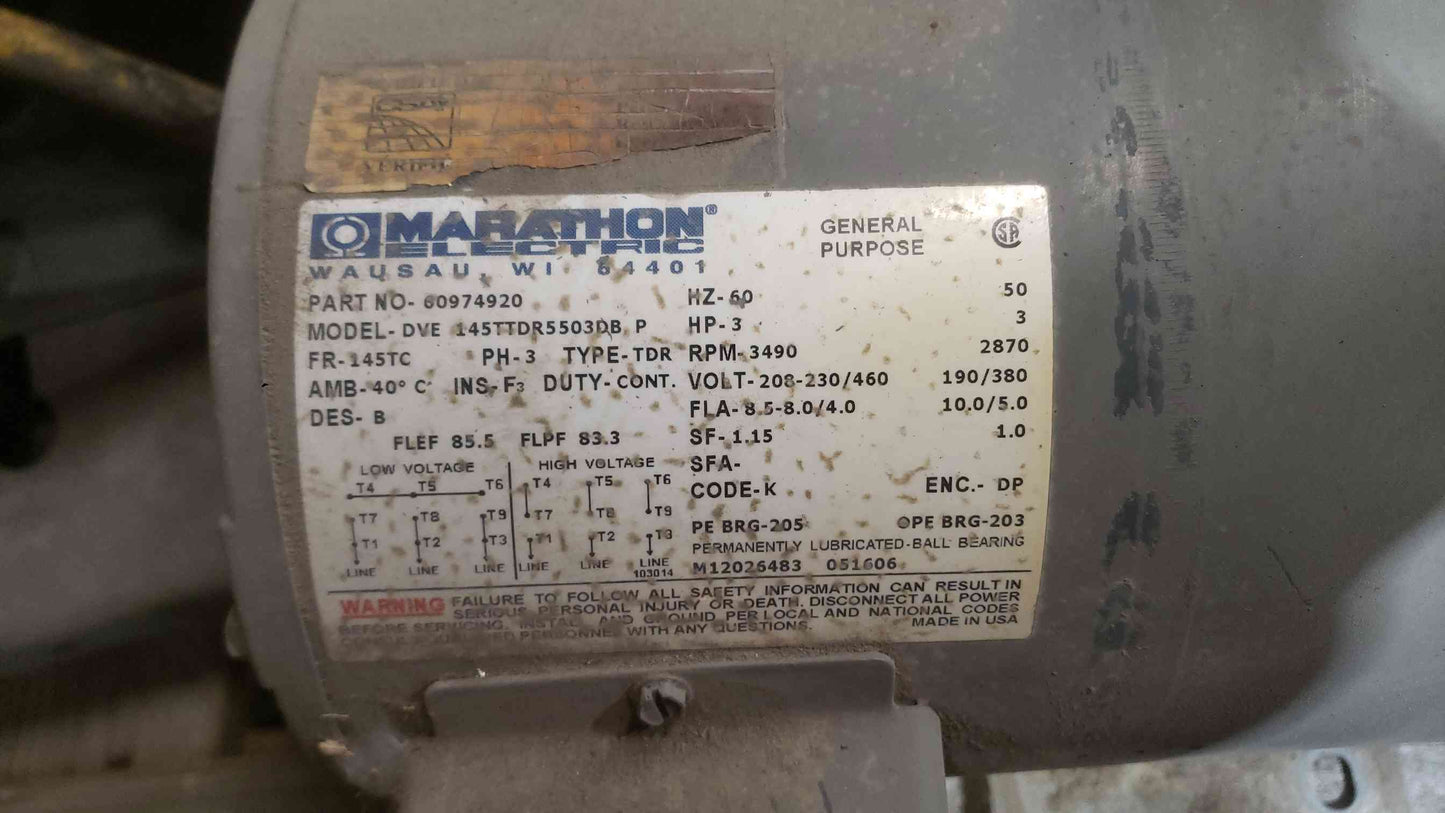 MARATHON®
ELECTRIC
WAUSAU, WI 54401
GENERAL
PURPOSE
SA
PART NO- 60974920 HZ-60 50
MODEL- DVE 145TTDR5503DB P HP-3 3
FR-145TC PH-3 TYPE-TDR RPM-3490 2870
AMB-40° C INS-F3 DUTY-CONT. VOLT-208-230/460 190/380
DES- B FLA-8.5-8.0/4.0 10.0/5.0
FLEF 85.5 FLPF 83.3 SF-1.15 1.0
SFA-
CODE-K ENC.- DP
LOW VOLTAGE HIGH VOLTAGE
T4 T5 T6 T4 T5 T6
T7 T8 T9 T7 T8 T9
T1 T2 T3 T1 T2 T3
LINE LINE LINE LINE LINE LINE
103014
PE BRG-205 OPE BRG-203
PERMANENTLY LUBRICATED-BALL BEARING
M12026483 051606
WARNING FAILURE TO FOLLOW ALL SAFETY INFORMATION CAN RESULT IN
SERIOUS PERSONAL INJURY OR DEATH. DISCONNECT ALL POWER
BEFORE SERVICING. INSTALL AND GROUND PER LOCAL AND NATIONAL CODES
PERSONNEL WITH ANY QUESTIONS. MADE IN USA